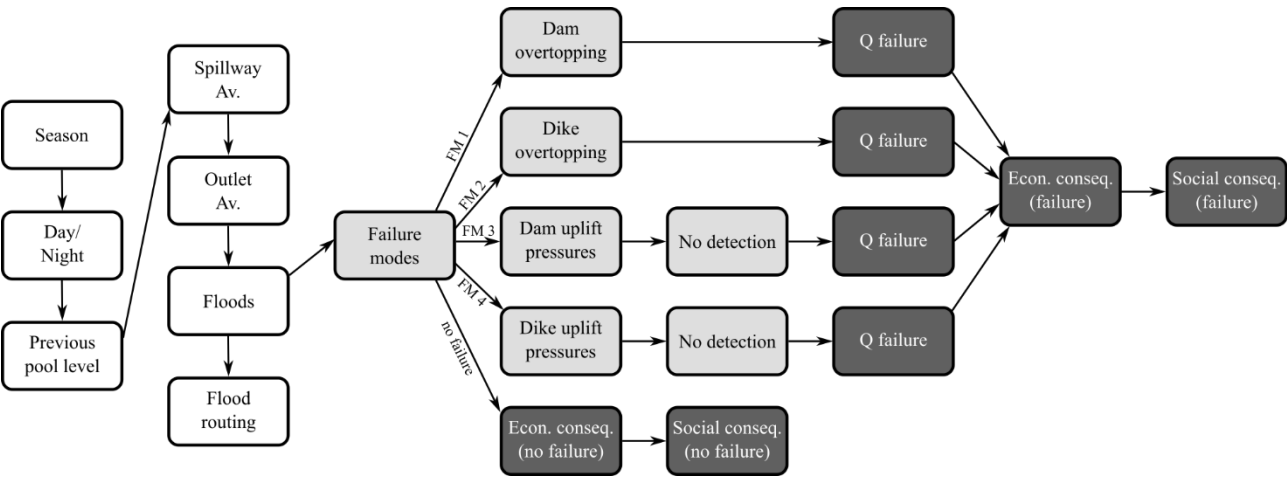 Season
Day/
Night
Previous
pool level
Spillway
Av.
Outlet
Av.
Floods
Flood
routing
Failure
modes
FM 1
FM 2
FM 3
FM 4
no failure
Dam
overtopping
Q failure
Dike
overtopping
Q failure
Dam uplift
pressures
No detection
Q failure
Dike uplift
pressures
No detection
Q failure
Econ. conseq.
(no failure)
Social conseq.
(no failure)
Econ. conseq.
(failure)
Social conseq.
(failure)